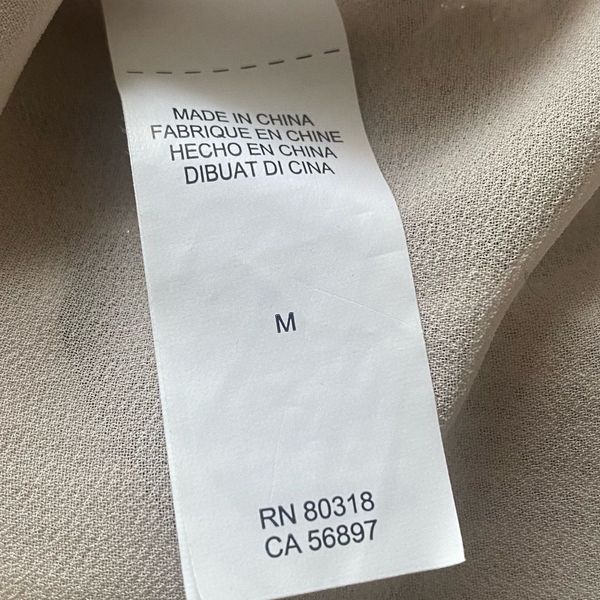 MADE IN CHINA
FABRIQUE EN CHINE
HECHO EN CHINA
DIBUAT DI CINA
M
RN 80318
CA 56897